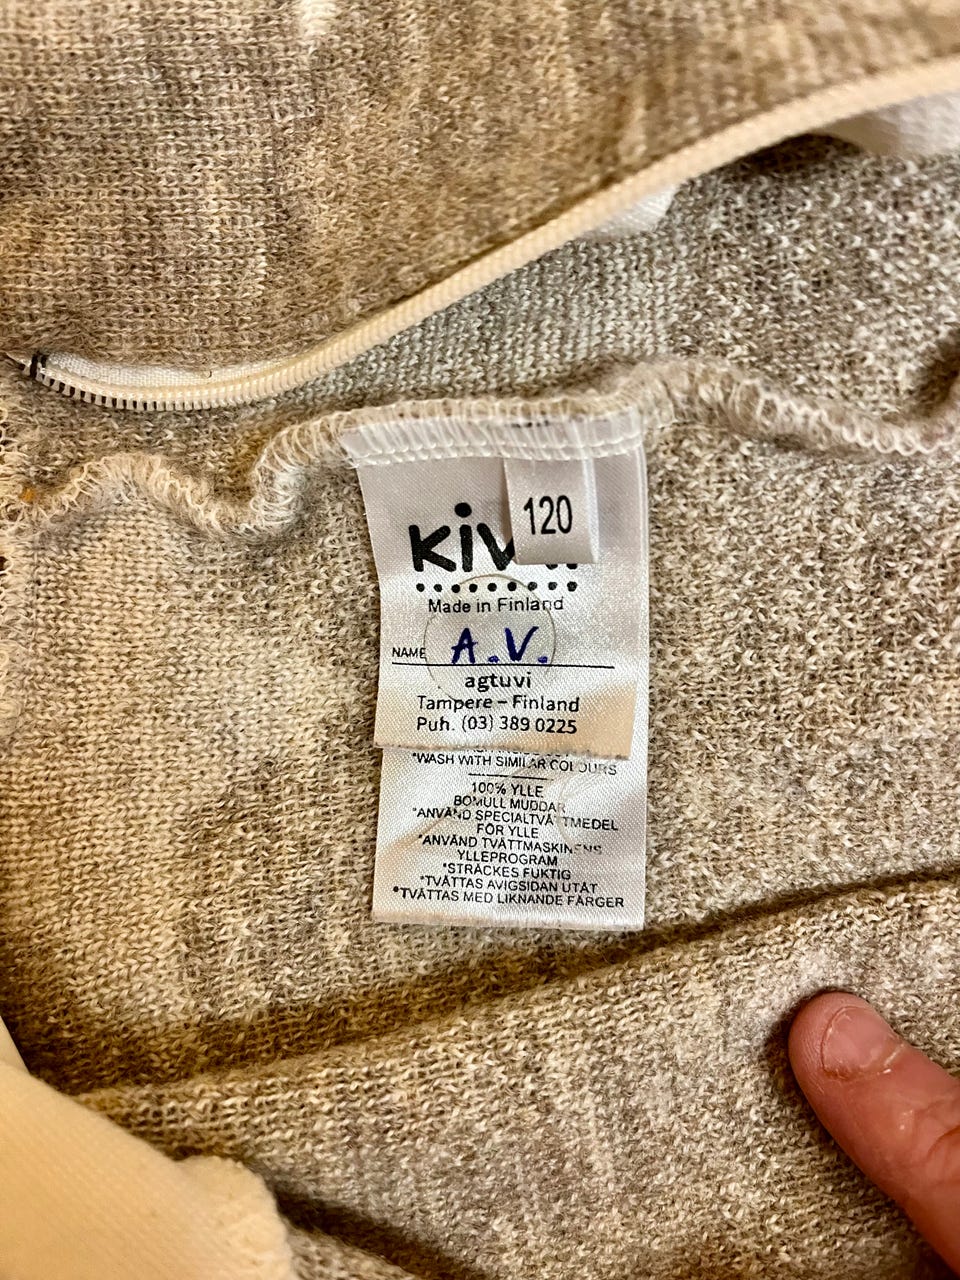 120
Made in Finland
NAME A.V.
agtuvi
Tampere – Finland
Puh. (03) 389 0225
*WASH WITH SIMILAR COLOURS
100% YLLE
BOMULL MUDDAR
*ANVÄND SPECIALTVÄTTMEDEL
FÖR YLLE
*ANVÄND TVÄTTMASKINENS
YLLEPROGRAM
*STRÄCKES FUKTIG
*TVÄTTAS AVIGSIDAN UTÅT
*TVÄTTAS MED LIKNANDE FÄRGER